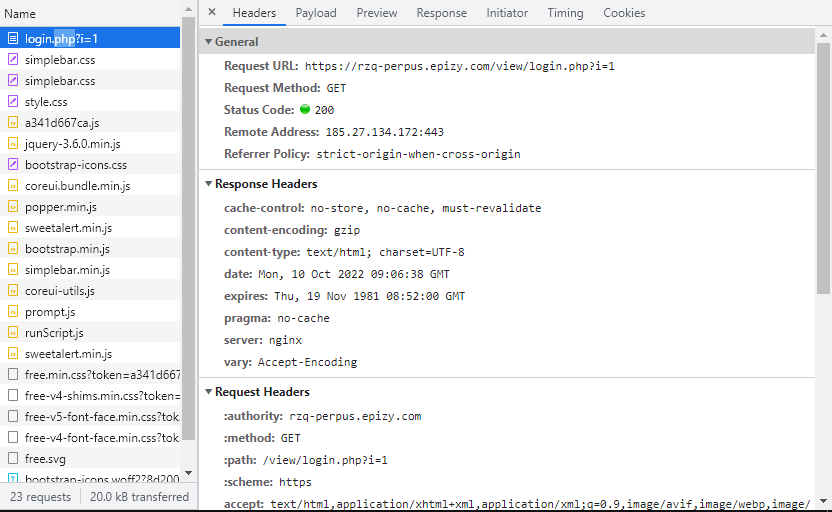 Name
login.php?i=1
simplebar.css
simplebar.css
style.css
a341d667ca.js
jquery-3.6.0.min.js
bootstrap-icons.css
coreui.bundle.min.js
popper.min.js
sweetalert.min.js
bootstrap.min.js
simplebar.min.js
coreui-utils.js
prompt.js
runScript.js
sweetalert.min.js
free.min.css?token=a341d667
free-v4-shims.min.css?token=
free-v5-font-face.min.css?tok
free-v4-font-face.min.css?tok
free.svg
bootstrap-icons.woff2?8d200
23 requests 20.0 kB transferred
Headers Payload Preview Response Initiator Timing Cookies
General
Request URL: https://rzq-perpus.epizy.com/view/login.php?i=1
Request Method: GET
Status Code: 200
Remote Address: 185.27.134.172:443
Referrer Policy: strict-origin-when-cross-origin
Response Headers
cache-control: no-store, no-cache, must-revalidate
content-encoding: gzip
content-type: text/html; charset=UTF-8
date: Mon, 10 Oct 2022 09:06:38 GMT
expires: Thu, 19 Nov 1981 08:52:00 GMT
pragma: no-cache
server: nginx
vary: Accept-Encoding
Request Headers
:authority: rzq-perpus.epizy.com
:method: GET
:path: /view/login.php?i=1
:scheme: https
accept: text/html,application/xhtml+xml,application/xml;q=0.9,image/avif,image/webp,image/